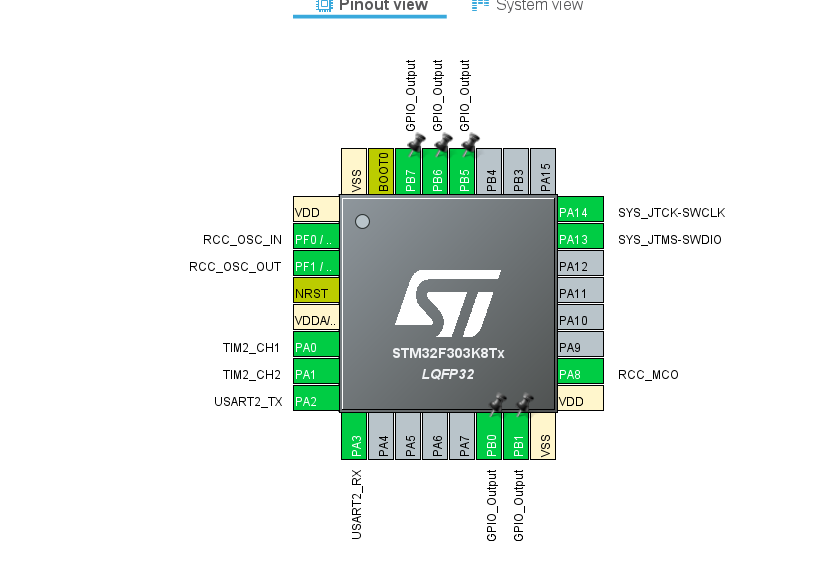 Pinout view
System view
GPIO_Output
GPIO_Output
GPIO_Output
VSS
BOOT0
PB7
PB6
PB5
PB4
PB3
PA15
VDD
PA14
SYS_JTCK-SWCLK
RCC_OSC_IN
PF0 / ..
PA13
SYS_JTMS-SWDIO
RCC_OSC_OUT
PF1 / ..
PA12
NRST
PA11
VDDA/..
PA10
TIM2_CH1
PA0
PA9
ST
STM32F303K8Tx
LQFP32
TIM2_CH2
PA1
PA8
RCC_MCO
USART2_TX
PA2
VDD
PA3
PA4
PA5
PA6
PA7
PB0
PB1
VSS
USART2_RX
GPIO_Output
GPIO_Output